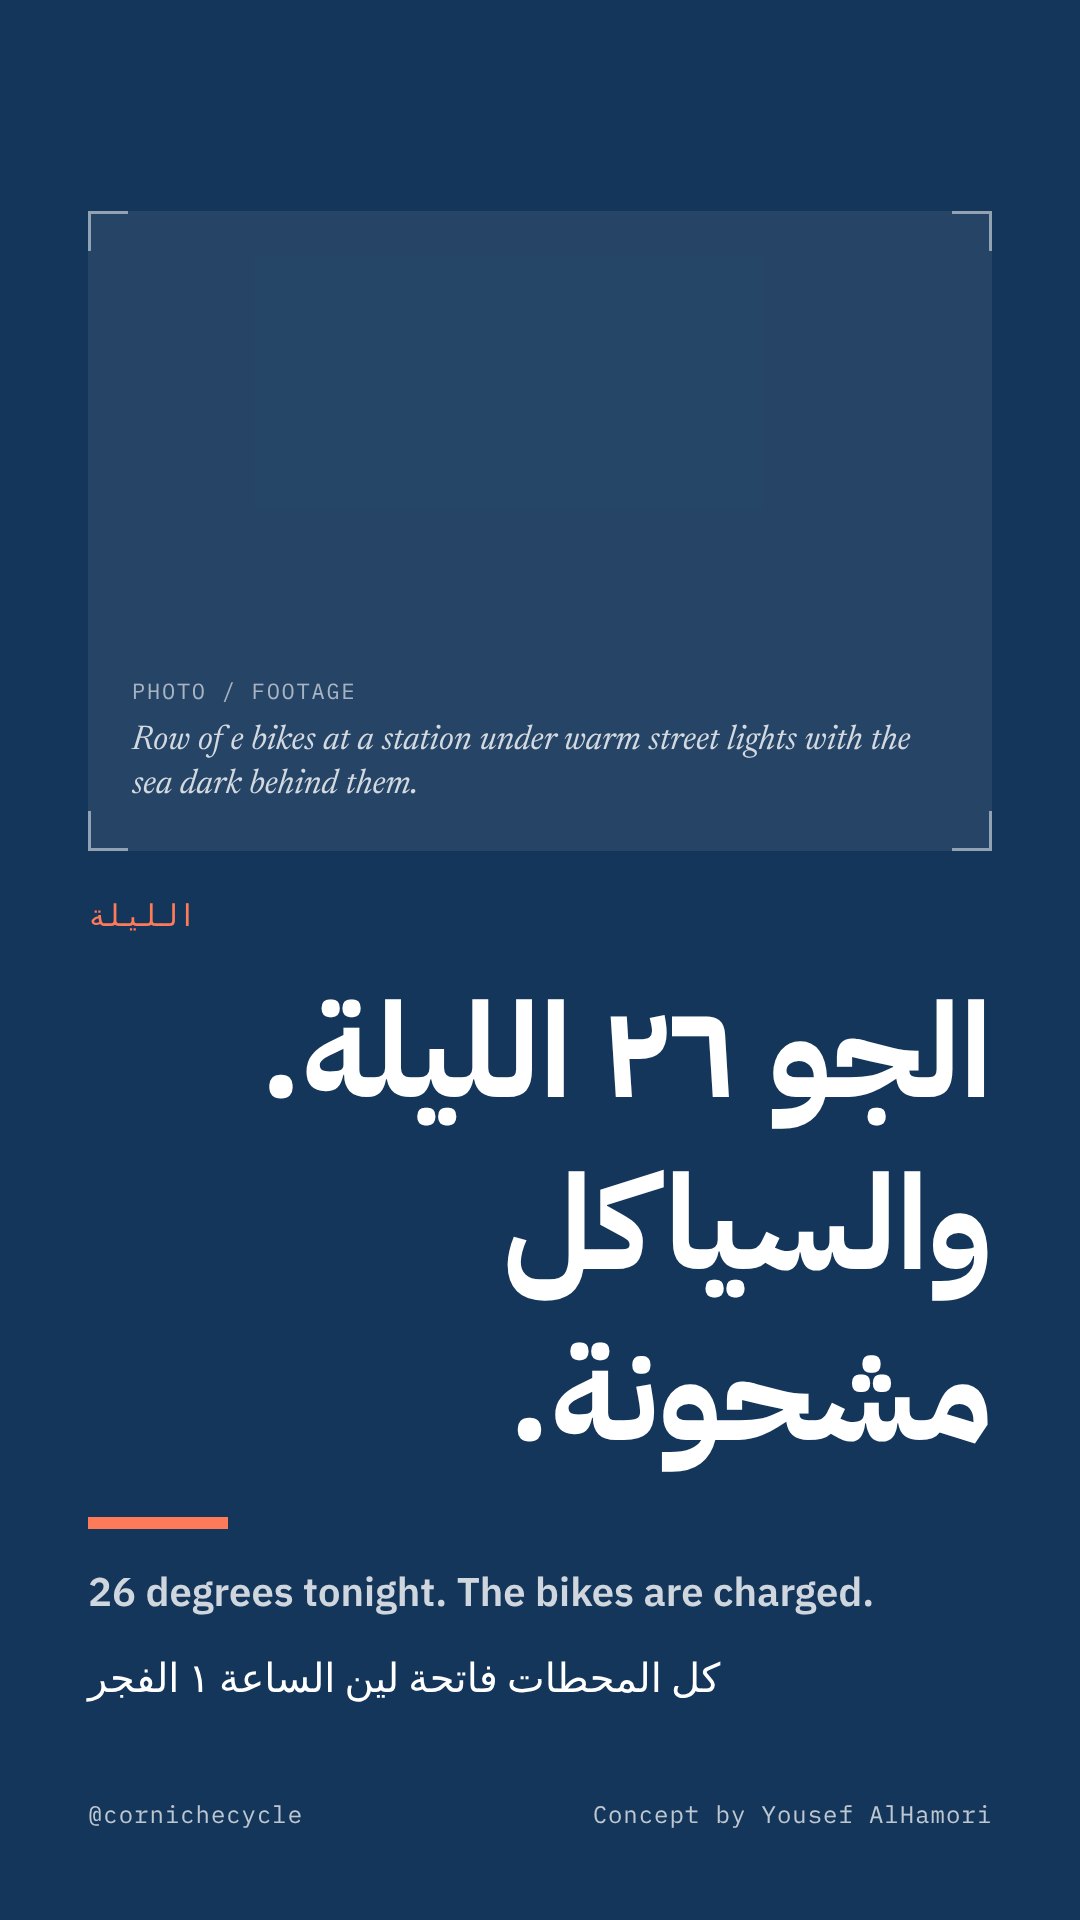 PHOTO / FOOTAGE
Row of e bikes at a station under warm street lights with the
sea dark behind them.
الليلة
الجو ٢٦ الليلة.
والسياكل
مشحونة.
26 degrees tonight. The bikes are charged.
كل المحطات فاتحة لين الساعة ١ الفجر
@cornichecycle
Concept by Yousef AlHamori